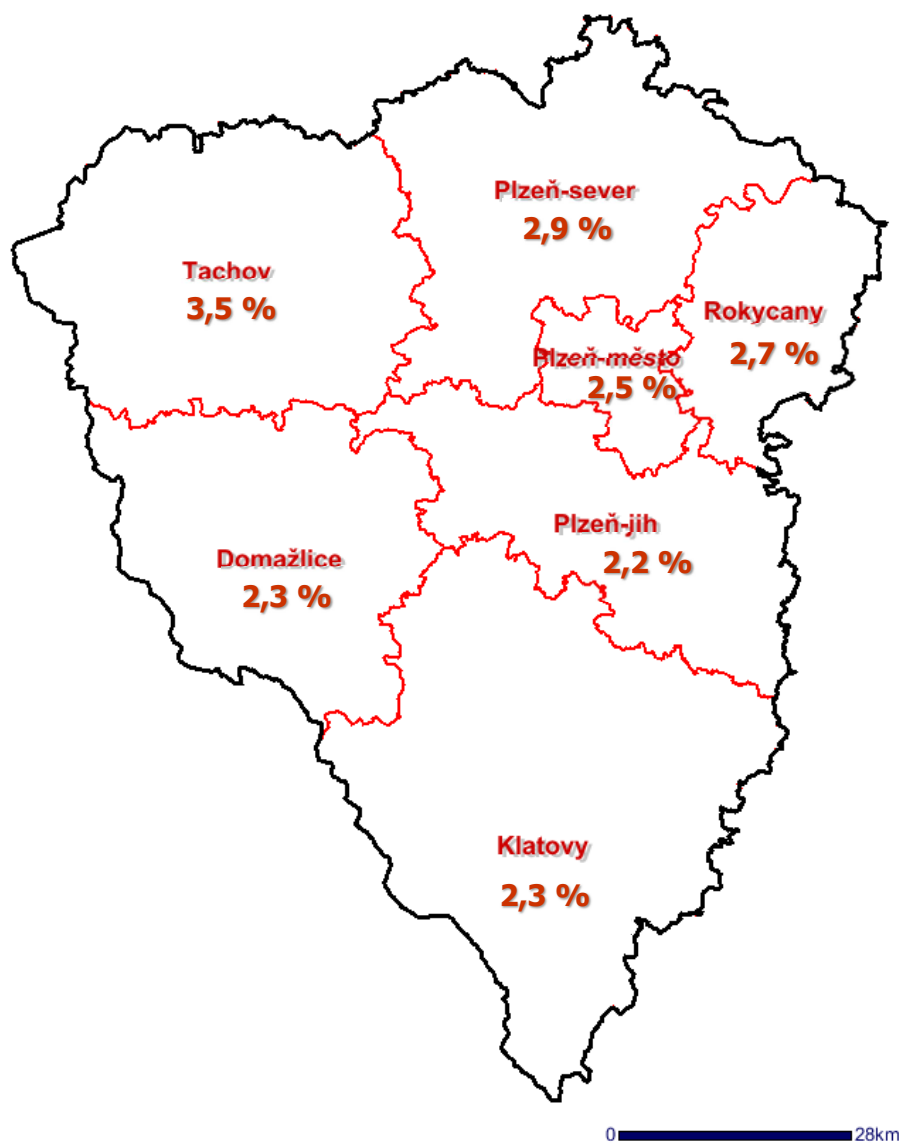 Plzeň-sever
2,9 %
Tachov
3,5 %
Rokycany
2,7 %
Plzeň-město
2,5 %
Plzeň-jih
2,2 %
Domažlice
2,3 %
Klatovy
2,3 %
0 28km